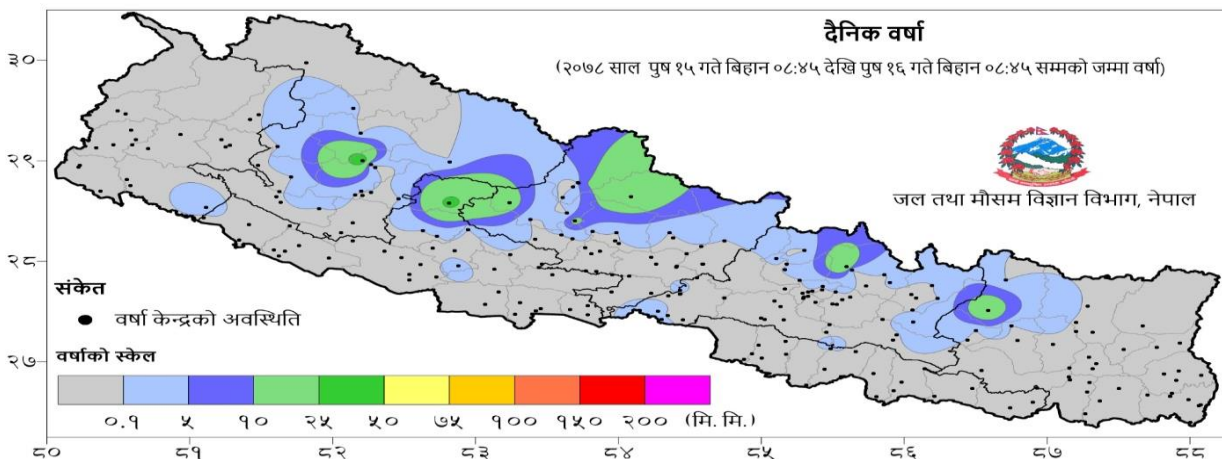 दैनिक वर्षा
(२०७८ साल पुष १५ गते बिहान ०८:४५ देखि पुष १६ गते बिहान ०८:४५ सम्मको जम्मा वर्षा)
जल तथा मौसम विज्ञान विभाग, नेपाल
३०
२९
२८
२७
संकेत
वर्षा केन्द्रको अवस्थिति
वर्षाको स्केल
०.१ ५ १० २५ ५० ७५ १०० १५० २०० (मि. मि.)
८० ८१ ८२ ८३ ८४ ८५ ८६ ८७ ८८